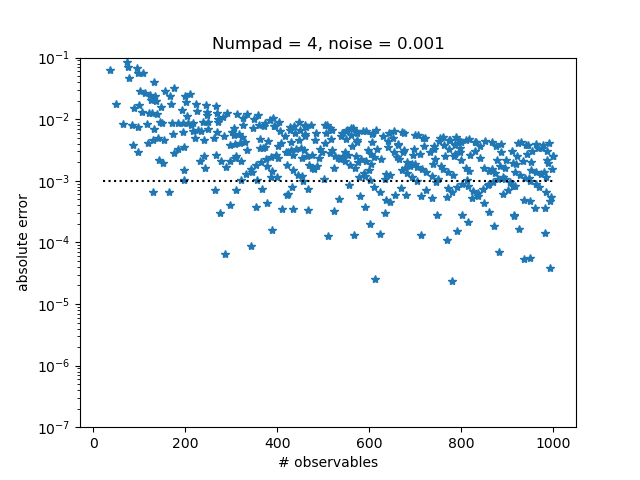 Numpad = 4, noise = 0.001
10⁻¹
10⁻²
10⁻³
10⁻⁴
10⁻⁵
10⁻⁶
10⁻⁷
absolute error
0 200 400 600 800 1000
# observables